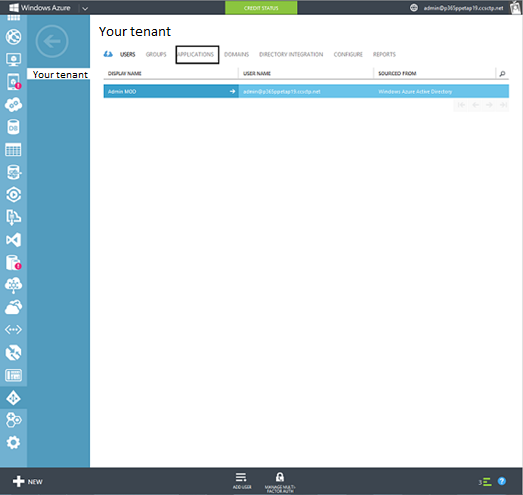 Windows Azure
CREDIT STATUS
admin@p365ppetap19.ccsctp.net
Your tenant
USERS GROUPS APPLICATIONS DOMAINS DIRECTORY INTEGRATION CONFIGURE REPORTS
Your tenant
DISPLAY NAME USER NAME SOURCED FROM
Admin MOD admin@p365ppetap19.ccsctp.net Windows Azure Active Directory
DB
NEW
ADD USER
MANAGE MULTI-
FACTOR AUTH
3
?